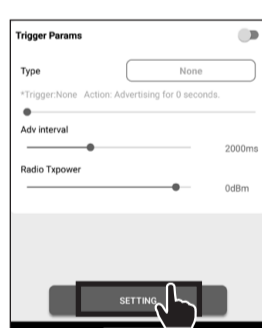 Trigger Params
Type None
*Trigger:None Action: Advertising for 0 seconds.
Adv interval
2000ms
Radio Txpower
0dBm
SETTING